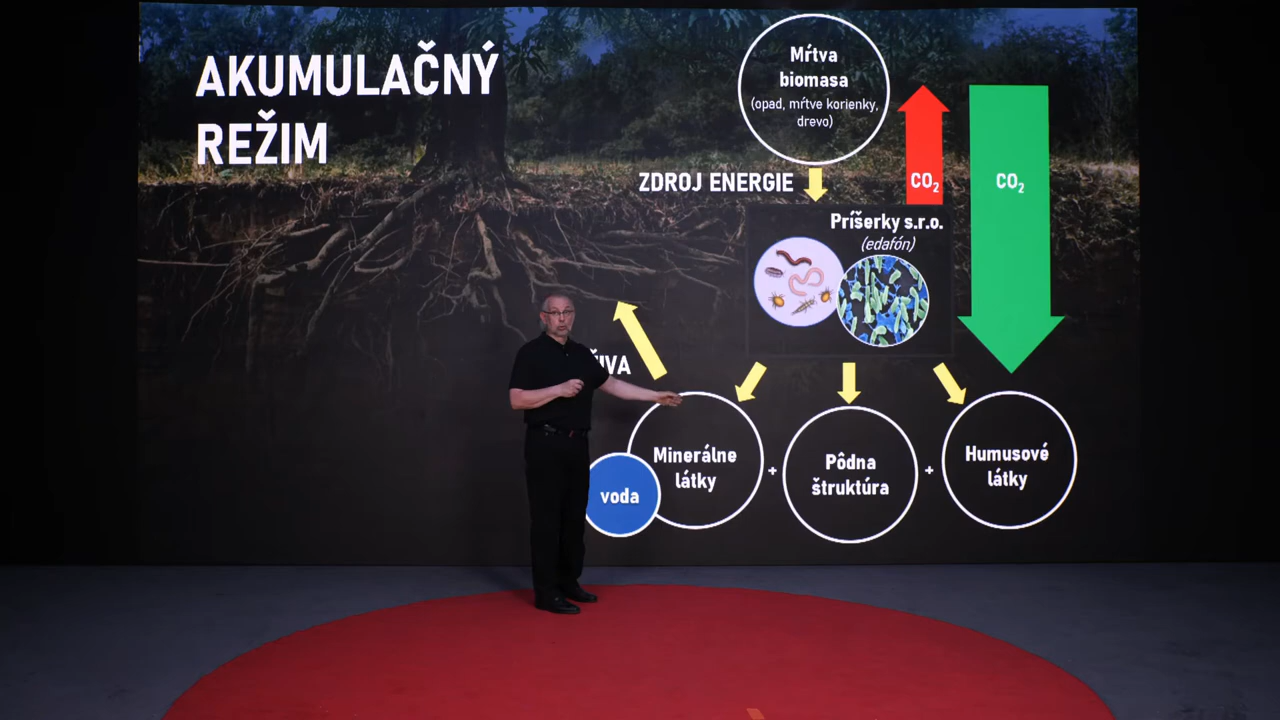 AKUMULAČNÝ
REŽIM
Mŕtva
biomasa
(opad, mŕtve korienky,
drevo)
ZDROJ ENERGIE
CO₂
CO₂
Príšerky s.r.o.
(edafón)
Minerálne
látky
+
Pôdna
štruktúra
+
Humusové
látky
voda